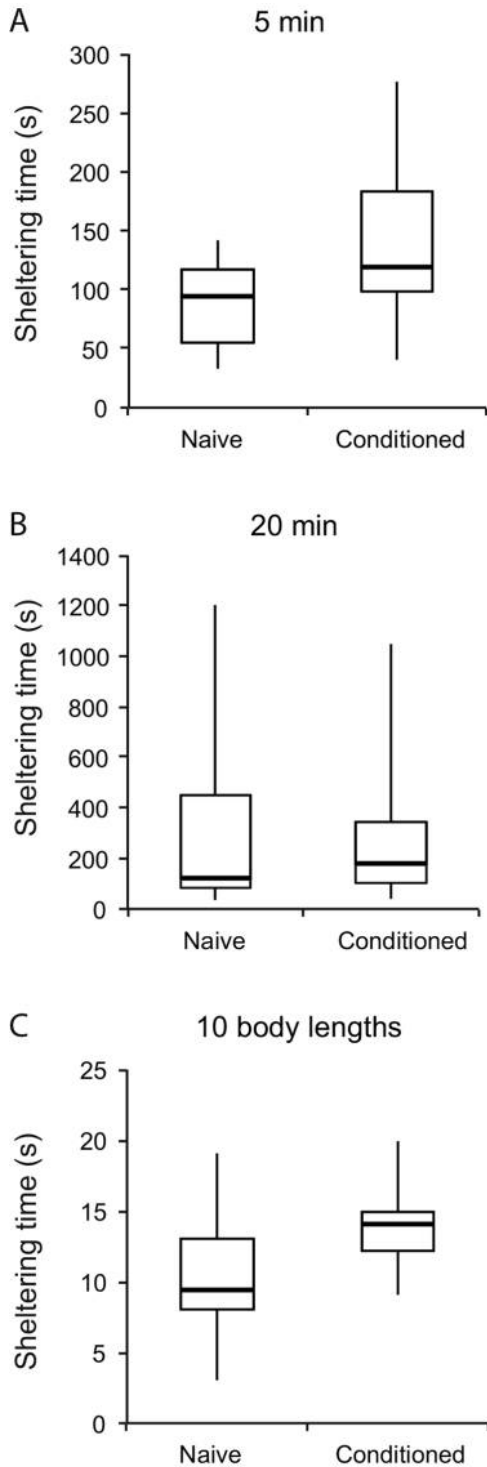 A
5 min
300
250
200
150
100
50
0
Sheltering time (s)
Naive Conditioned
B
20 min
1400
1200
1000
800
600
400
200
0
Sheltering time (s)
Naive Conditioned
C
10 body lengths
25
20
15
10
5
0
Sheltering time (s)
Naive Conditioned